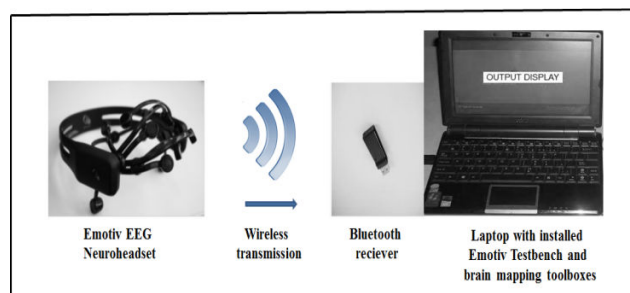 OUTPUT DISPLAY
Emotiv EEG
Neuroheadset
Wireless
transmission
Bluetooth
reciever
Laptop with installed
Emotiv Testbench and
brain mapping toolboxes